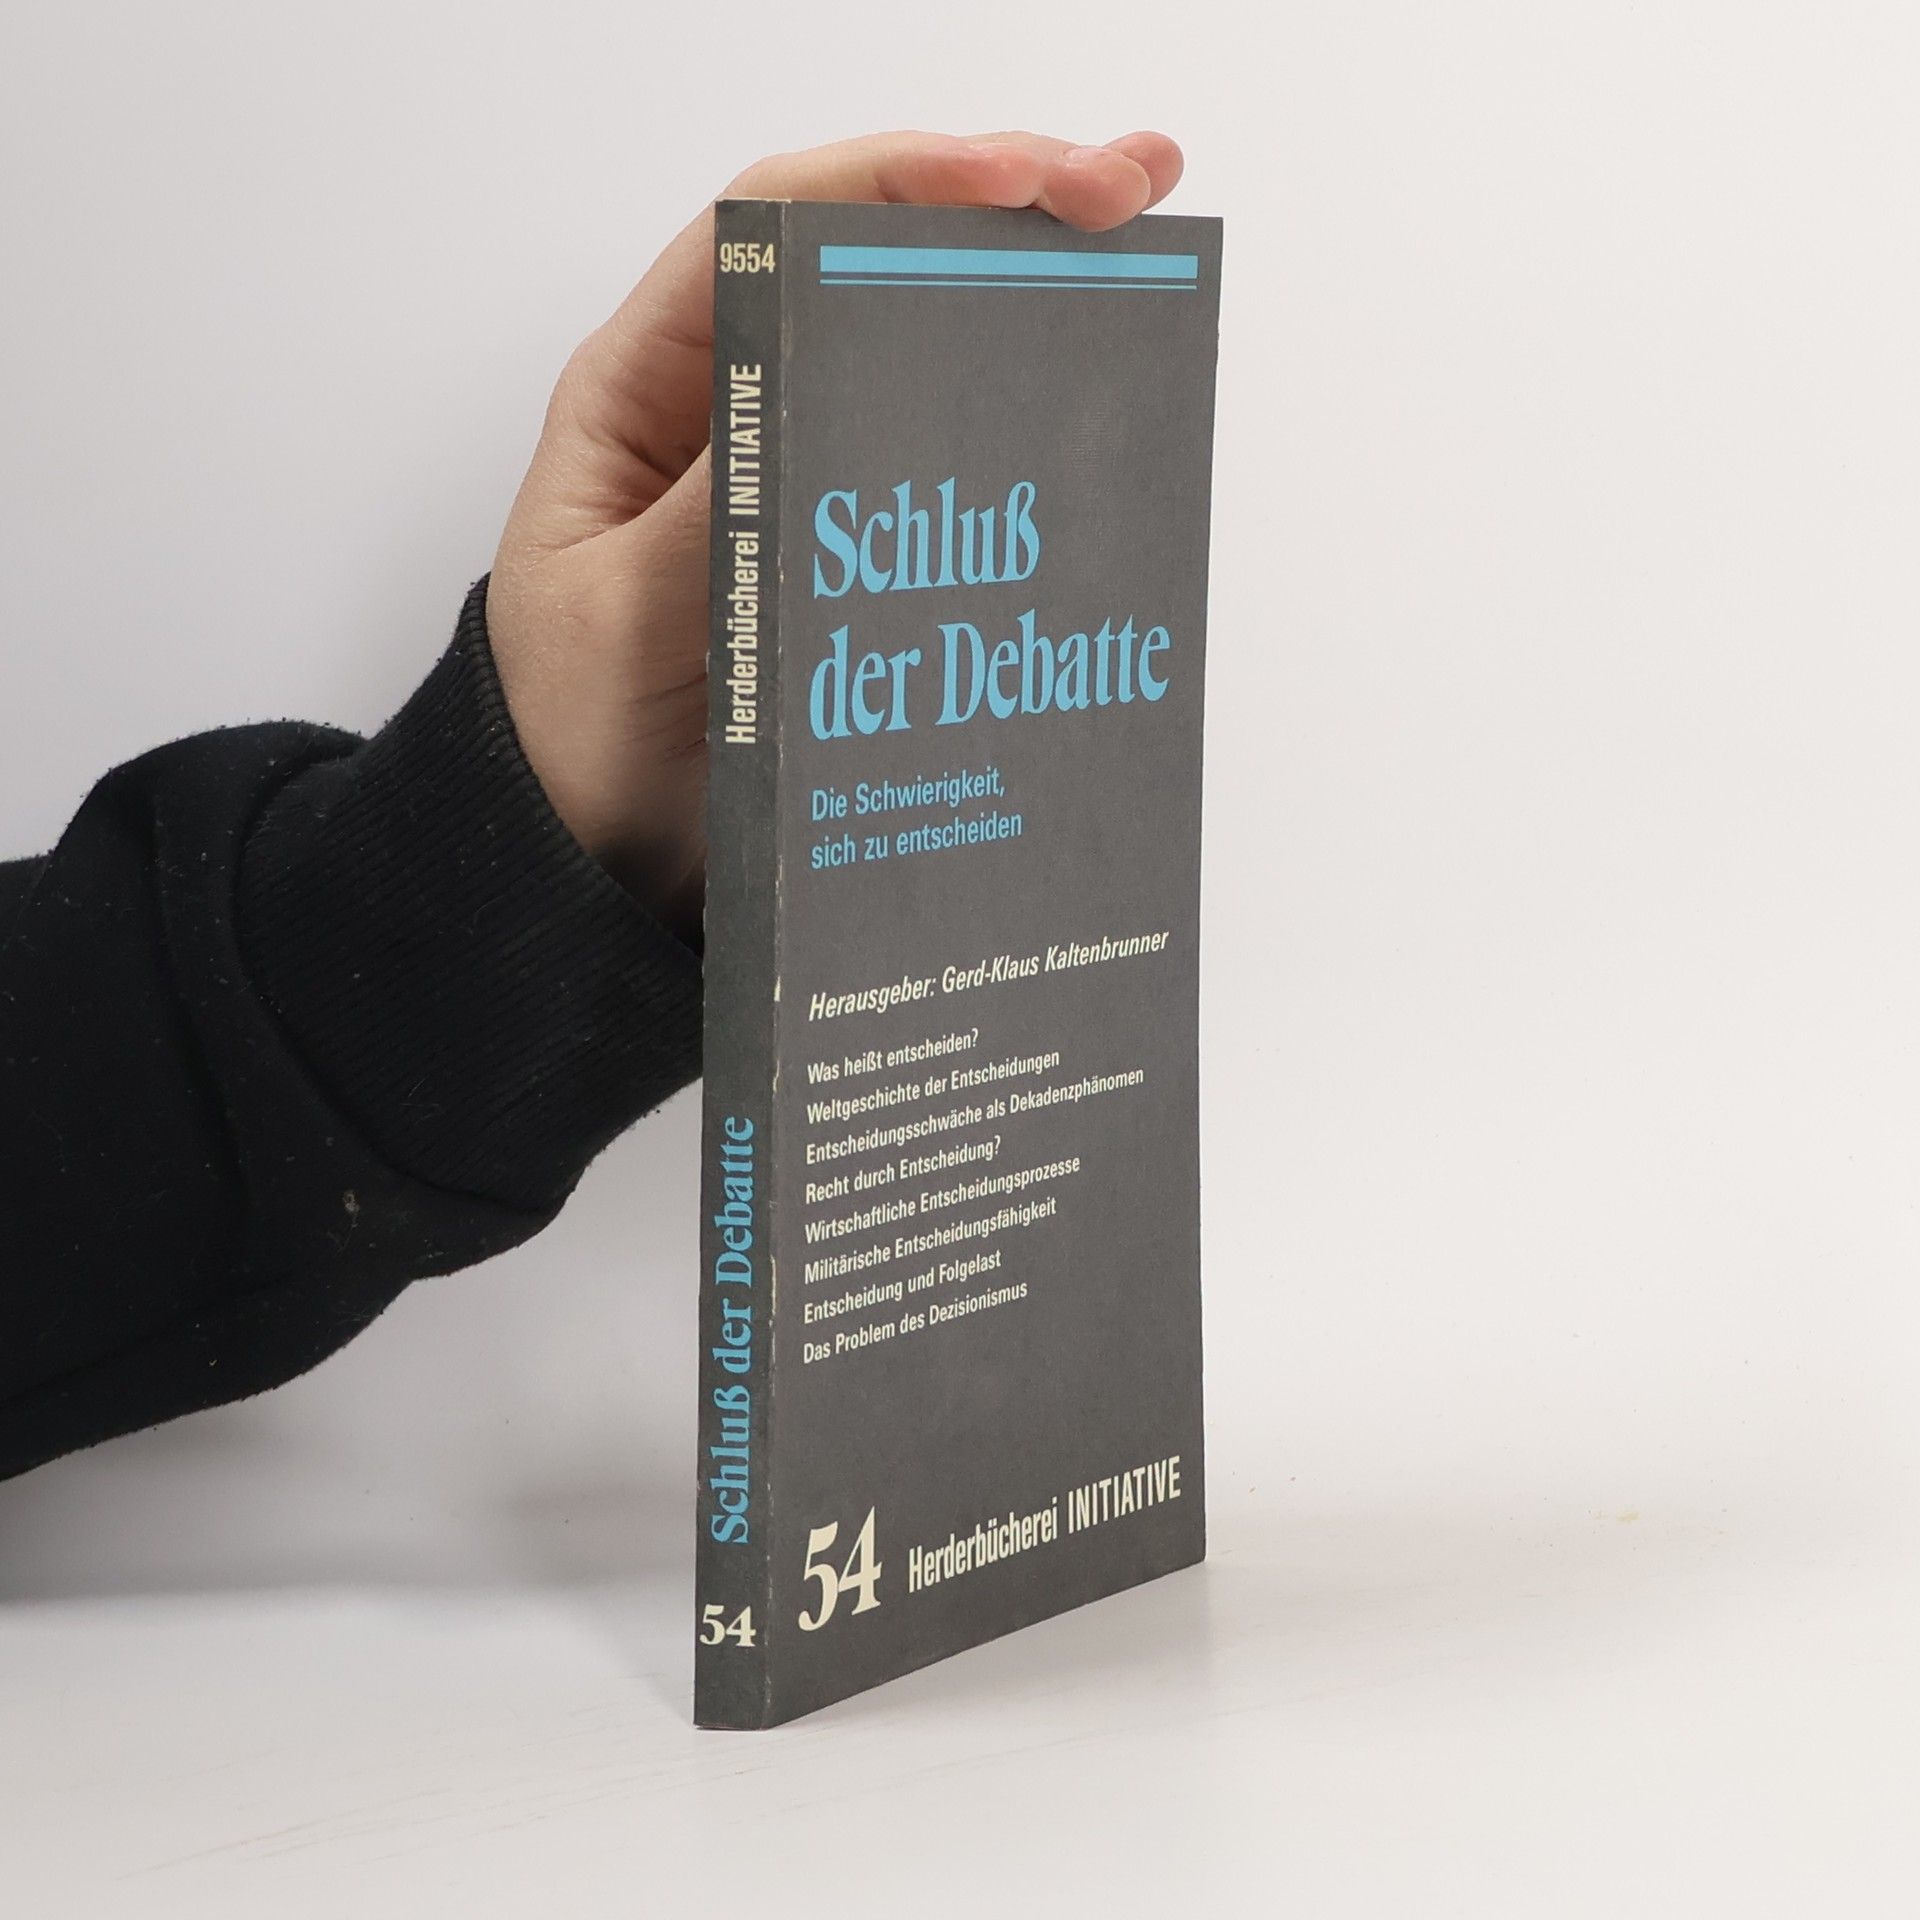 9554
Herderbücherei INITIATIVE
Schluß der Debatte
54
Schluß
der Debatte
Die Schwierigkeit,
sich zu entscheiden
Herausgeber: Gerd-Klaus Kaltenbrunner
Was heißt entscheiden?
Weltgeschichte der Entscheidungen
Entscheidungsschwäche als Dekadenzphänomen
Recht durch Entscheidung?
Wirtschaftliche Entscheidungsprozesse
Militärische Entscheidungsfähigkeit
Entscheidung und Folgelast
Das Problem des Dezisionismus
54 Herderbücherei INITIATIVE